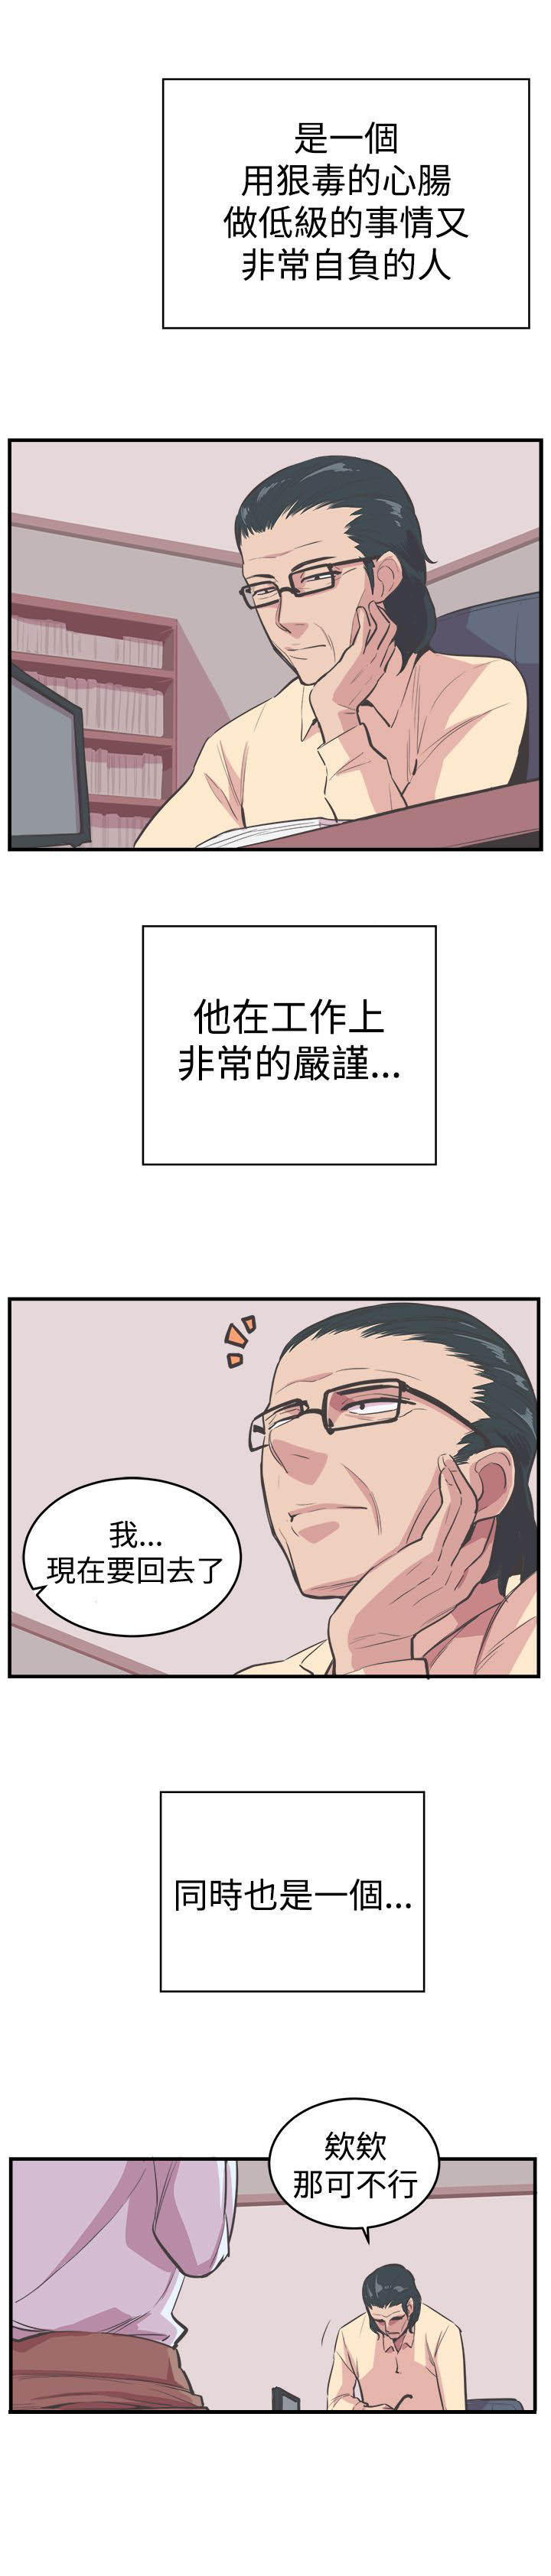 是一個
用狠毒的心腸
做低級的事情又
非常自負的人
他在工作上
非常的嚴謹...
我...
現在要回去了
同時也是一個...
欸欸
那可不行